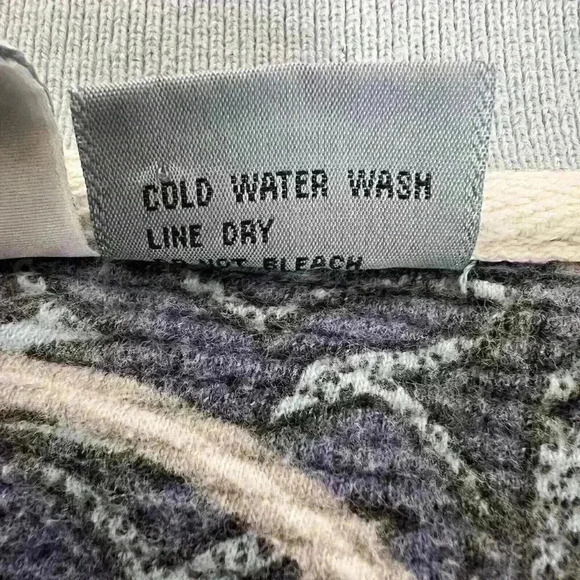 COLD WATER WASH
LINE DRY
DO NOT BLEACH